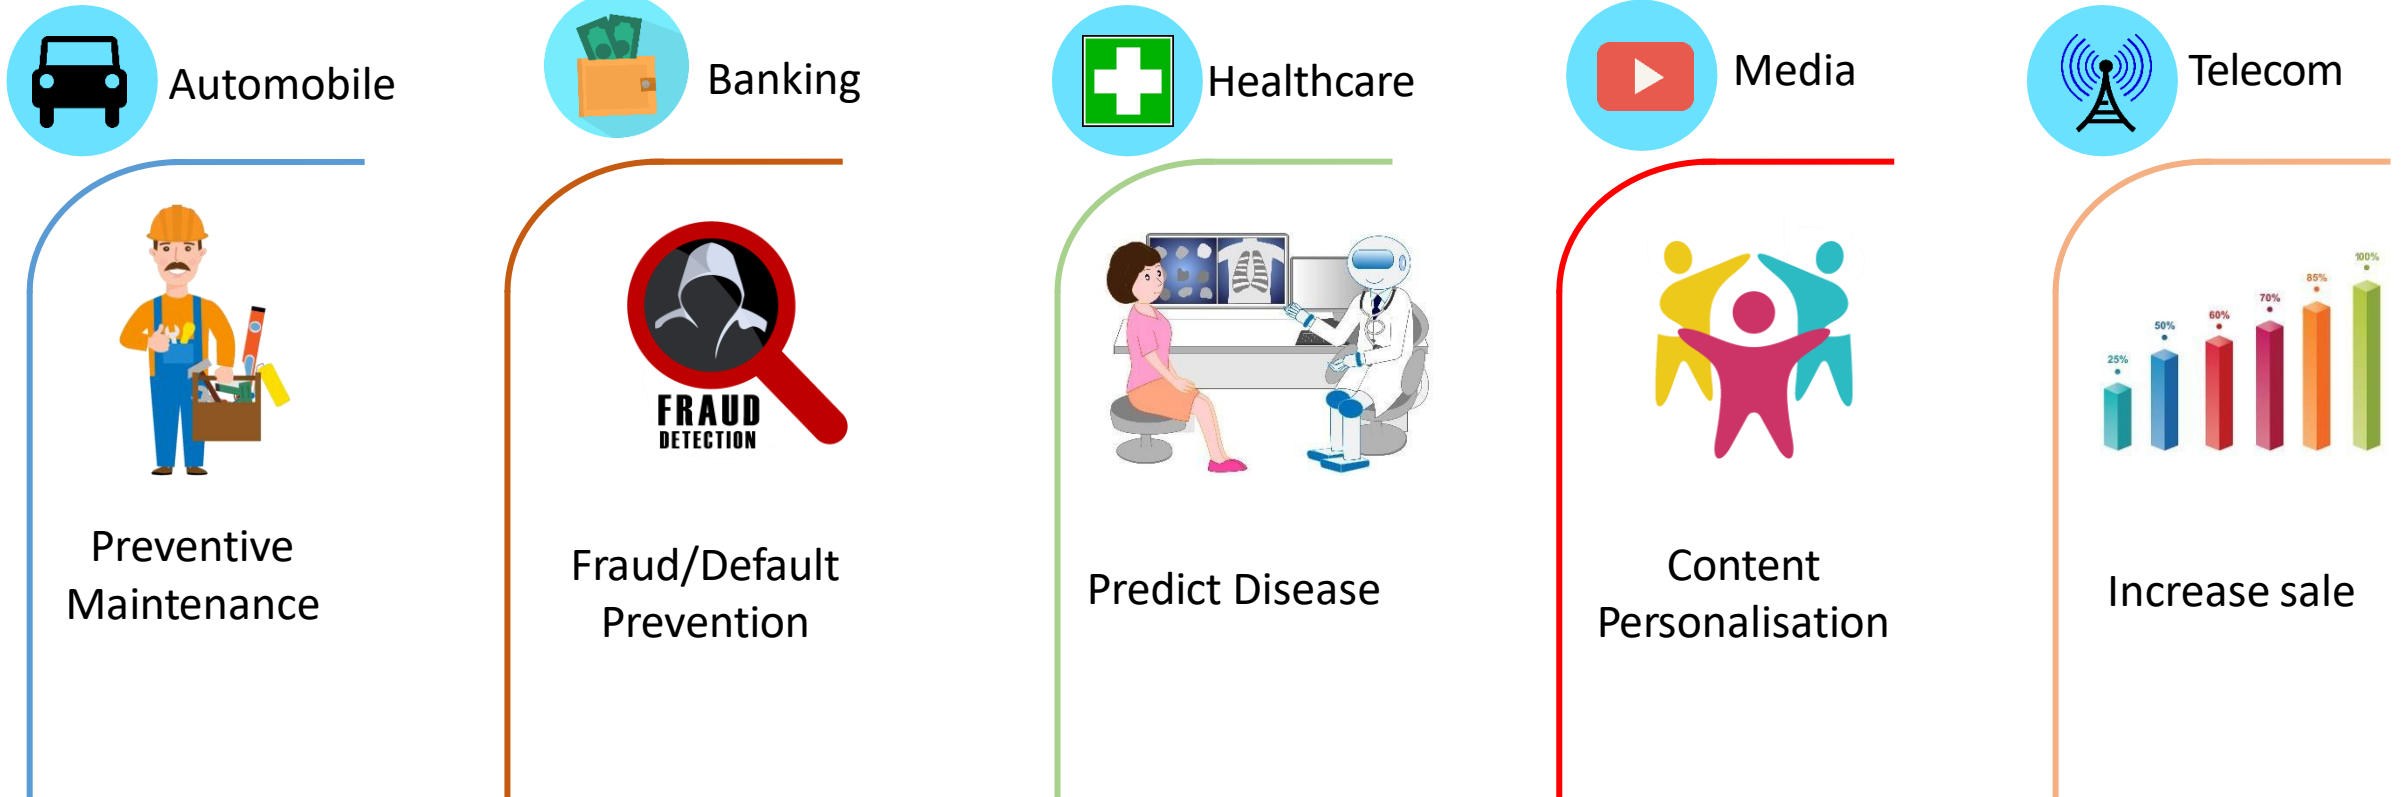 Automobile
Preventive
Maintenance
Banking
FRAUD
DETECTION
Fraud/Default
Prevention
Healthcare
Predict Disease
Media
Content
Personalisation
Telecom
25%
50%
60%
70%
85%
100%
Increase sale